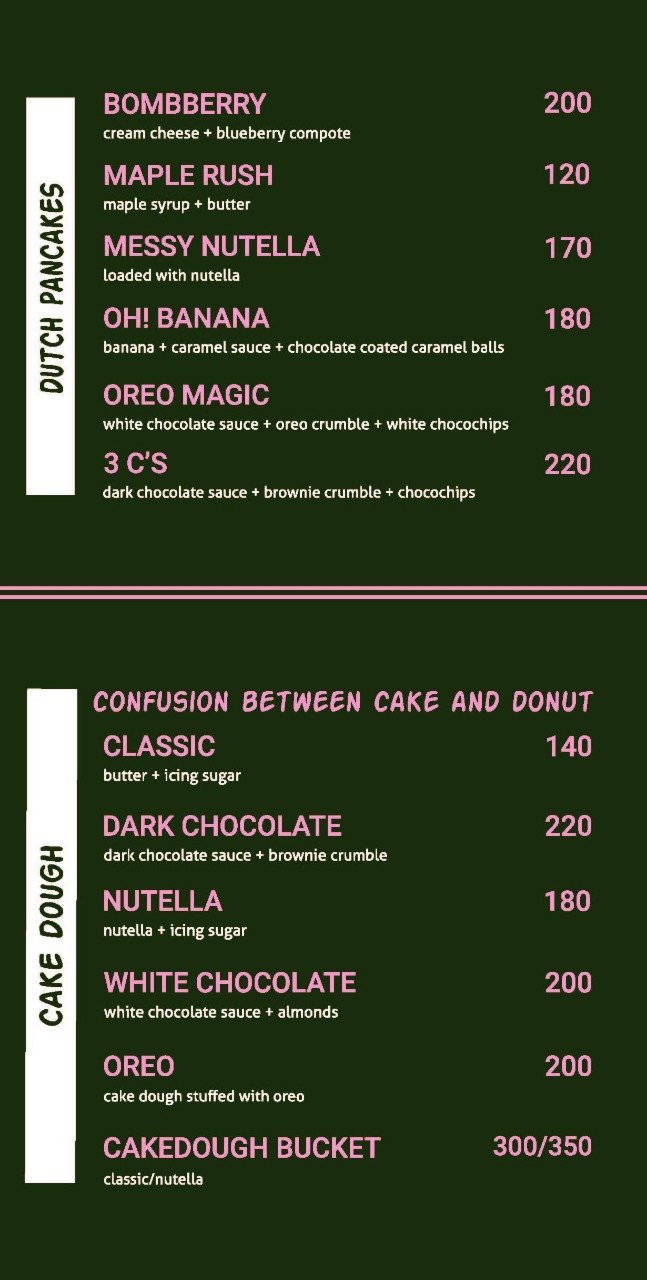 DUTCH PANCAKES
BOMBBERRY 200
cream cheese + blueberry compote
MAPLE RUSH 120
maple syrup + butter
MESSY NUTELLA 170
loaded with nutella
OH! BANANA 180
banana + caramel sauce + chocolate coated caramel balls
OREO MAGIC 180
white chocolate sauce + oreo crumble + white chocochips
3 C'S 220
dark chocolate sauce + brownie crumble + chocochips
CAKE DOUGH
CONFUSION BETWEEN CAKE AND DONUT
CLASSIC 140
butter + icing sugar
DARK CHOCOLATE 220
dark chocolate sauce + brownie crumble
NUTELLA 180
nutella + icing sugar
WHITE CHOCOLATE 200
white chocolate sauce + almonds
OREO 200
cake dough stuffed with oreo
CAKEDOUGH BUCKET 300/350
classic/nutella